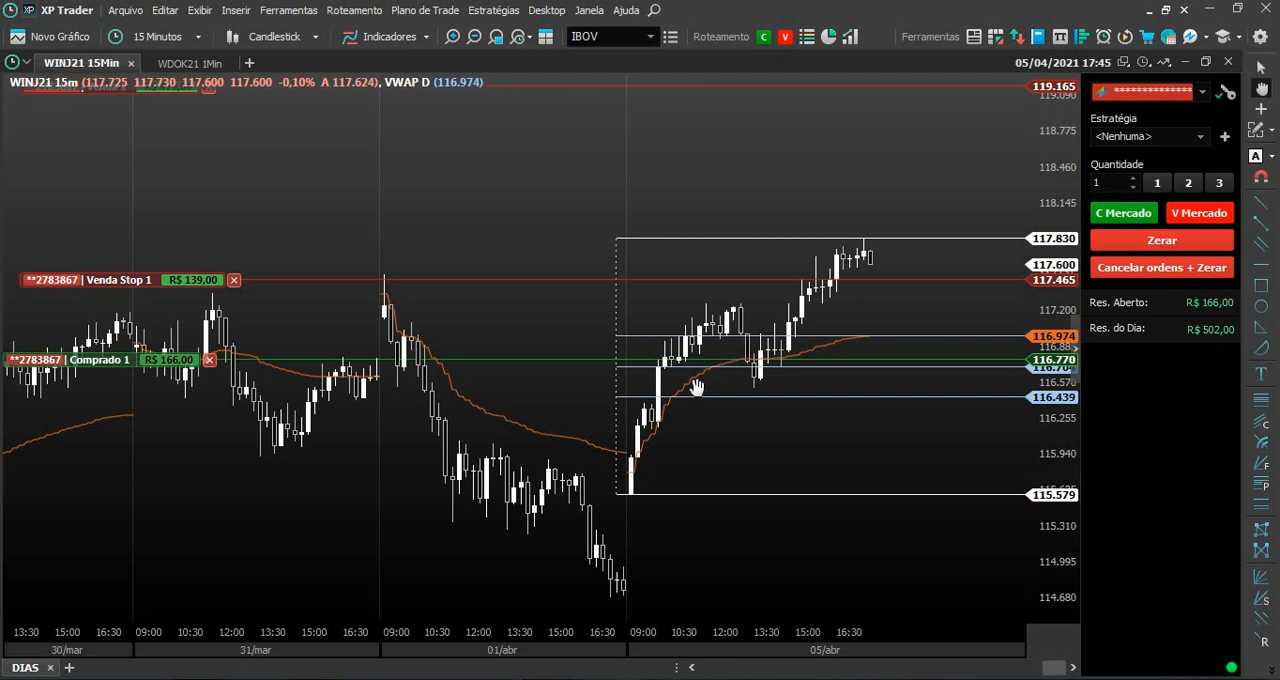 XP XP Trader Arquivo Editar Exibir Inserir Ferramentas Roteamento Plano de Trade Estratégias Desktop Janela Ajuda
Novo Gráfico 15 Minutos Candlestick Indicadores IBOV Roteamento C V Ferramentas
WINJ21 15Min WDOK21 1Min 05/04/2021 17:45
WINJ21 15m (117.725 117.730 117.600 117.600 -0,10% A 117.624), VWAP D (116.974)
119.165
119.090
118.775
118.460
118.145
117.830
117.600
117.465
117.200
116.974
116.770
116.570
116.439
116.255
115.940
115.579
115.310
114.995
114.680
**2783867 | Venda Stop 1 R$ 139,00
**2783867 | Comprado 1 R$ 166,00
13:30 15:00 16:30 09:00 10:30 12:00 13:30 15:00 16:30 09:00 10:30 12:00 13:30 15:00 16:30 09:00 10:30 12:00 13:30 15:00 16:30
30/mar 31/mar 01/abr 05/abr
DIAS
**************
Estratégia
<Nenhuma>
Quantidade
1 1 2 3
C Mercado V Mercado
Zerar
Cancelar ordens + Zerar
Res. Aberto: R$ 166,00
Res. do Dia: R$ 502,00
A
T
C
F
P
S
R